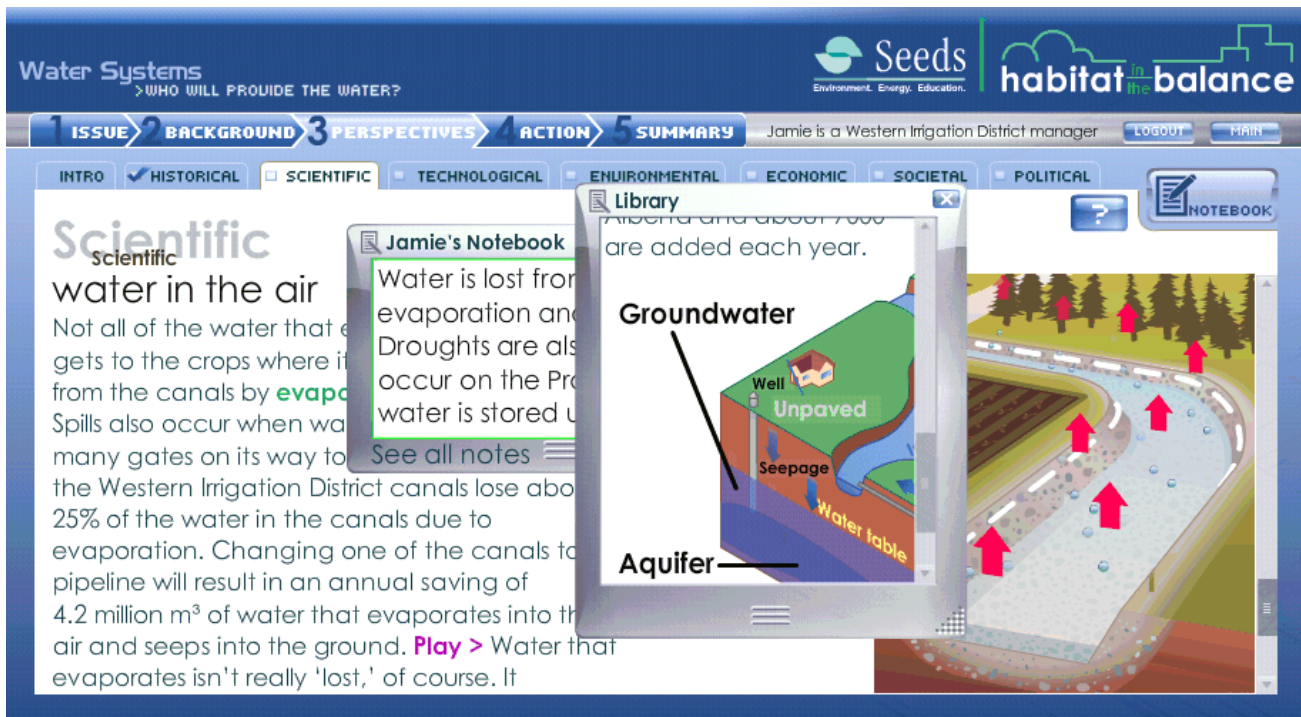 Water Systems
>WHO WILL PROVIDE THE WATER?
Seeds
Environment. Energy. Education.
habitat in the balance
1 ISSUE 2 BACKGROUND 3 PERSPECTIVES 4 ACTION 5 SUMMARY
Jamie is a Western Irrigation District manager
LOGOUT
MAIN
INTRO HISTORICAL SCIENTIFIC TECHNOLOGICAL ENVIRONMENTAL ECONOMIC SOCIETAL POLITICAL
?
NOTEBOOK
Scientific
Scientific
water in the air
Not all of the water that
gets to the crops where
from the canals by
Spills also occur when
many gates on its way to
the Western Irrigation District canals lose
25% of the water in the canals due to
evaporation. Changing one of the canals to
pipeline will result in an annual saving of
4.2 million m³ of water that evaporates into
air and seeps into the ground. Play > Water that
evaporates isn't really 'lost,' of course. It
Jamie's Notebook
Water is lost
evaporation
Droughts are
occur on the
water is stored
See all notes
Library
Alberta and about 7000
are added each year.
Groundwater
Well
Unpaved
Seepage
Water table
Aquifer